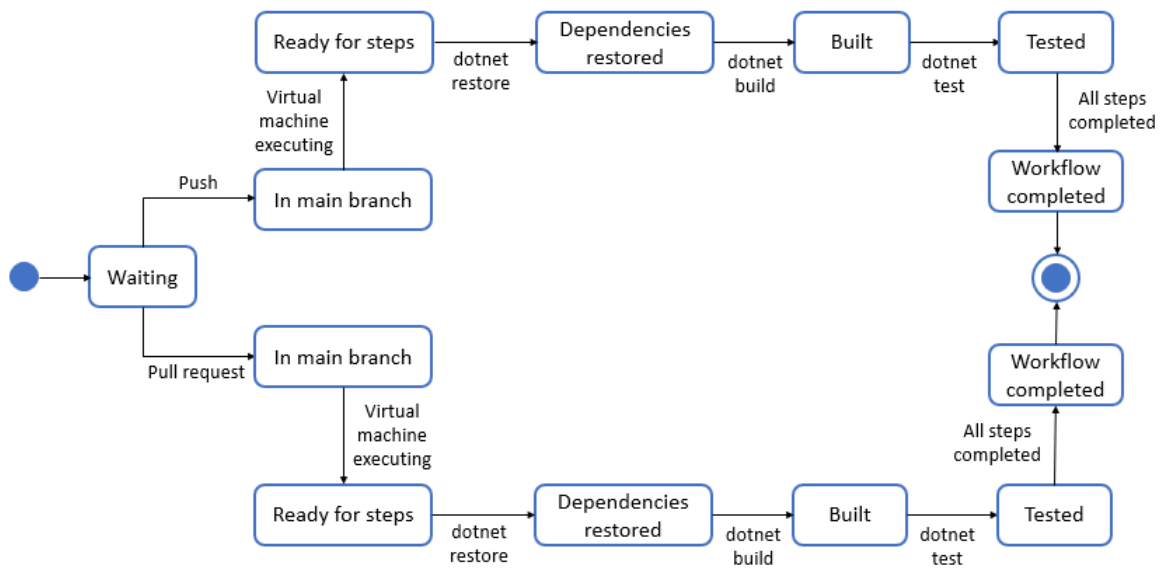 Ready for steps
dotnet
restore
Dependencies
restored
dotnet
build
Built
dotnet
test
Tested
Virtual
machine
executing
All steps
completed
Push
In main branch
Workflow
completed
Waiting
Pull request
In main branch
Workflow
completed
Virtual
machine
executing
All steps
completed
Ready for steps
dotnet
restore
Dependencies
restored
dotnet
build
Built
dotnet
test
Tested